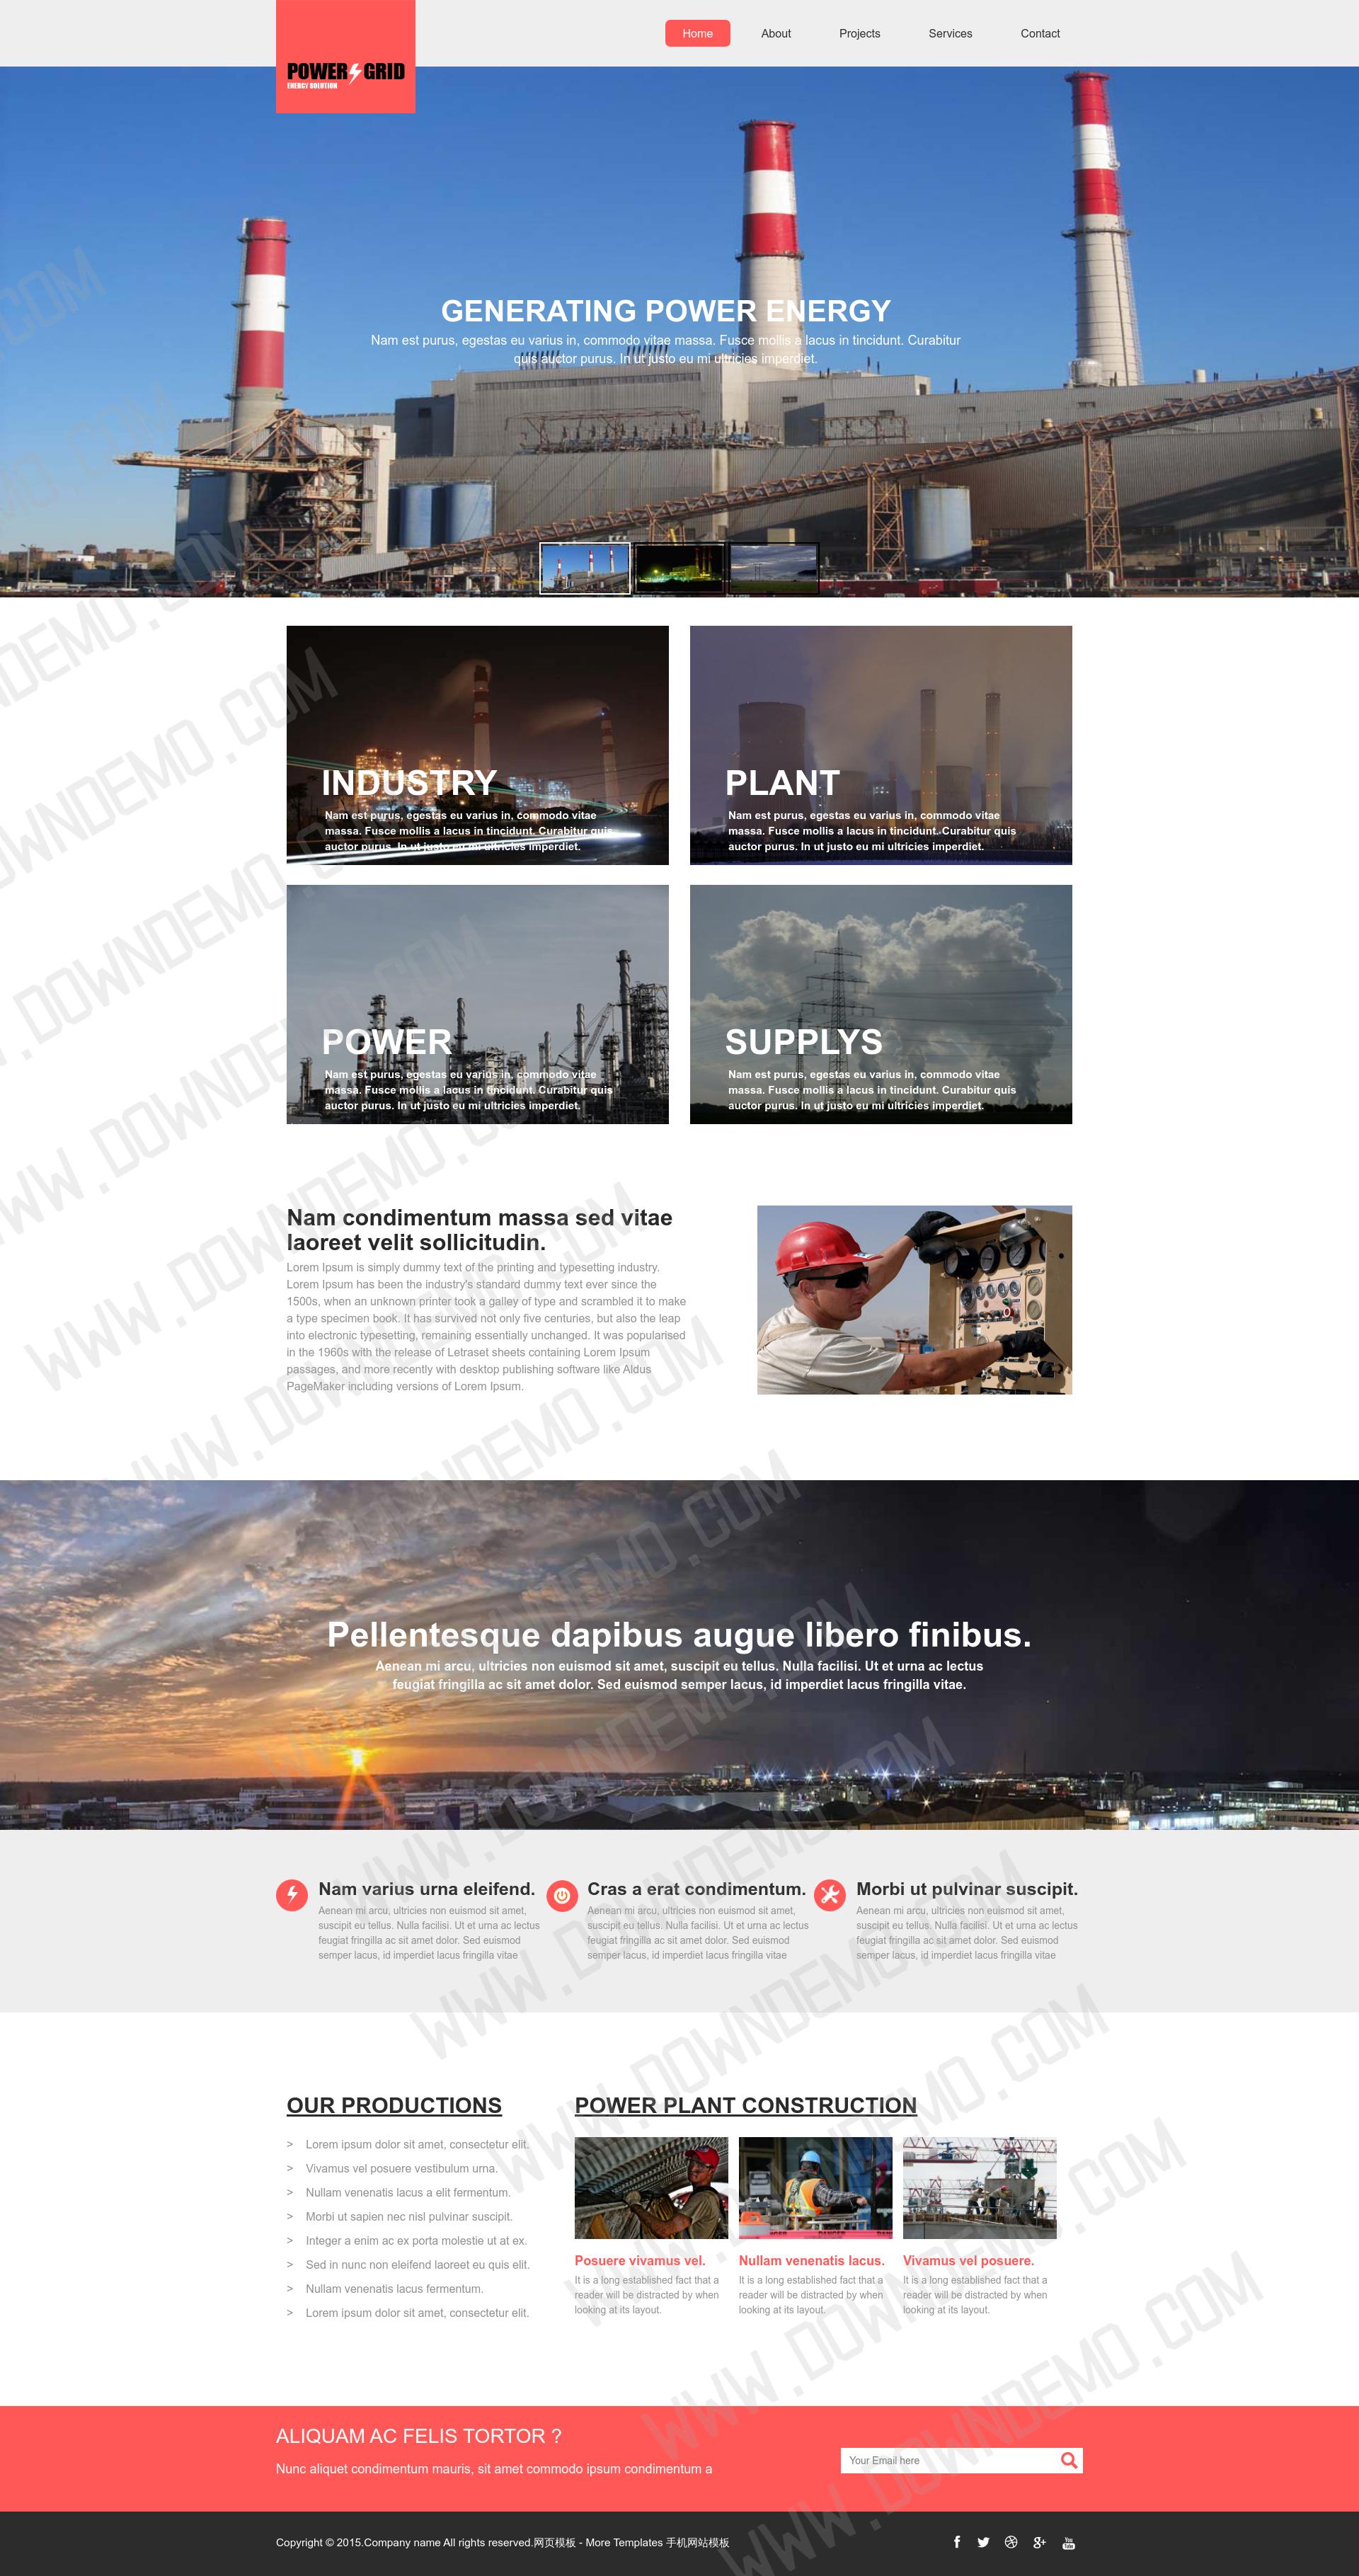 POWER GRID
ENERGY SOLUTION
Home About Projects Services Contact
GENERATING POWER ENERGY
Nam est purus, egestas eu varius in, commodo vitae massa. Fusce mollis a lacus in tincidunt. Curabitur
quis auctor purus. In ut justo eu mi ultricies imperdiet.
INDUSTRY
Nam est purus, egestas eu varius in, commodo vitae
massa. Fusce mollis a lacus in tincidunt. Curabitur quis
auctor purus. In ut justo eu mi ultricies imperdiet.
PLANT
Nam est purus, egestas eu varius in, commodo vitae
massa. Fusce mollis a lacus in tincidunt. Curabitur quis
auctor purus. In ut justo eu mi ultricies imperdiet.
POWER
Nam est purus, egestas eu varius in, commodo vitae
massa. Fusce mollis a lacus in tincidunt. Curabitur quis
auctor purus. In ut justo eu mi ultricies imperdiet.
SUPPLYS
Nam est purus, egestas eu varius in, commodo vitae
massa. Fusce mollis a lacus in tincidunt. Curabitur quis
auctor purus. In ut justo eu mi ultricies imperdiet.
Nam condimentum massa sed vitae
laoreet velit sollicitudin.
Lorem Ipsum is simply dummy text of the printing and typesetting industry.
Lorem Ipsum has been the industry's standard dummy text ever since the
1500s, when an unknown printer took a galley of type and scrambled it to make
a type specimen book. It has survived not only five centuries, but also the leap
into electronic typesetting, remaining essentially unchanged. It was popularised
in the 1960s with the release of Letraset sheets containing Lorem Ipsum
passages, and more recently with desktop publishing software like Aldus
PageMaker including versions of Lorem Ipsum.
Pellentesque dapibus augue libero finibus.
Aenean mi arcu, ultricies non euismod sit amet, suscipit eu tellus. Nulla facilisi. Ut et urna ac lectus
feugiat fringilla ac sit amet dolor. Sed euismod semper lacus, id imperdiet lacus fringilla vitae.
Nam varius urna eleifend.
Aenean mi arcu, ultricies non euismod sit amet,
suscipit eu tellus. Nulla facilisi. Ut et urna ac lectus
feugiat fringilla ac sit amet dolor. Sed euismod
semper lacus, id imperdiet lacus fringilla vitae
Cras a erat condimentum.
Aenean mi arcu, ultricies non euismod sit amet,
suscipit eu tellus. Nulla facilisi. Ut et urna ac lectus
feugiat fringilla ac sit amet dolor. Sed euismod
semper lacus, id imperdiet lacus fringilla vitae
Morbi ut pulvinar suscipit.
Aenean mi arcu, ultricies non euismod sit amet,
suscipit eu tellus. Nulla facilisi. Ut et urna ac lectus
feugiat fringilla ac sit amet dolor. Sed euismod
semper lacus, id imperdiet lacus fringilla vitae
OUR PRODUCTIONS
> Lorem ipsum dolor sit amet, consectetur elit.
> Vivamus vel posuere vestibulum urna.
> Nullam venenatis lacus a elit fermentum.
> Morbi ut sapien nec nisl pulvinar suscipit.
> Integer a enim ac ex porta molestie ut at ex.
> Sed in nunc non eleifend laoreet eu quis elit.
> Nullam venenatis lacus fermentum.
> Lorem ipsum dolor sit amet, consectetur elit.
POWER PLANT CONSTRUCTION
Posuere vivamus vel.
It is a long established fact that a
reader will be distracted by when
looking at its layout.
Nullam venenatis lacus.
It is a long established fact that a
reader will be distracted by when
looking at its layout.
Vivamus vel posuere.
It is a long established fact that a
reader will be distracted by when
looking at its layout.
ALIQUAM AC FELIS TORTOR ?
Nunc aliquet condimentum mauris, sit amet commodo ipsum condimentum a
Your Email here
Copyright © 2015.Company name All rights reserved.网页模板 - More Templates 手机网站模板
WWW.DOWNDEMO.COM